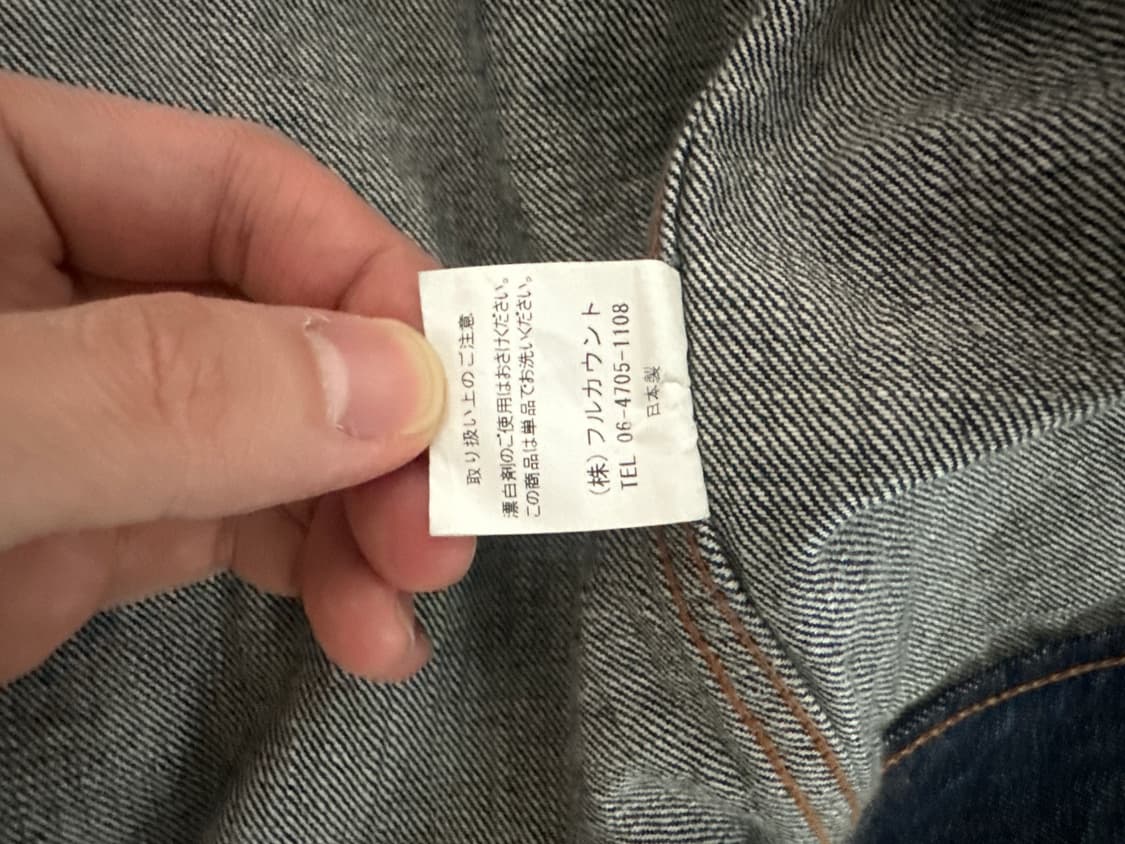 取り扱い上のご注意
漂白剤のご使用はおさけください。
この商品は単品でお洗いください。
(株)フルカウント
TEL 06-4705-1108
日本製